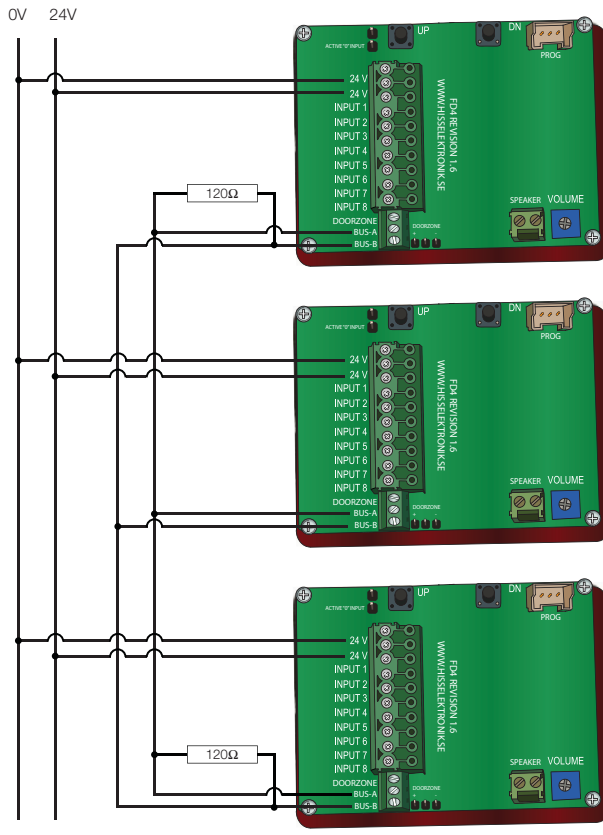 0V 24V
ACTIVE "0" INPUT
UP
DN
PROG
24 V
24 V
INPUT 1
INPUT 2
INPUT 3
INPUT 4
INPUT 5
INPUT 6
INPUT 7
INPUT 8
DOORZONE
BUS-A
BUS-B
FD4 REVISION 1.6
WWW.HISSELEKTRONIK.SE
DOORZONE
+ -
SPEAKER
VOLUME
120Ω
ACTIVE "0" INPUT
UP
DN
PROG
24 V
24 V
INPUT 1
INPUT 2
INPUT 3
INPUT 4
INPUT 5
INPUT 6
INPUT 7
INPUT 8
DOORZONE
BUS-A
BUS-B
FD4 REVISION 1.6
WWW.HISSELEKTRONIK.SE
DOORZONE
+ -
SPEAKER
VOLUME
ACTIVE "0" INPUT
UP
DN
PROG
24 V
24 V
INPUT 1
INPUT 2
INPUT 3
INPUT 4
INPUT 5
INPUT 6
INPUT 7
INPUT 8
DOORZONE
BUS-A
BUS-B
FD4 REVISION 1.6
WWW.HISSELEKTRONIK.SE
DOORZONE
+ -
SPEAKER
VOLUME
120Ω